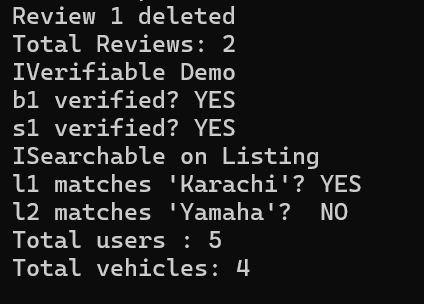 Review 1 deleted
Total Reviews: 2
IVerifiable Demo
b1 verified? YES
s1 verified? YES
ISearchable on Listing
l1 matches 'Karachi'? YES
l2 matches 'Yamaha'?  NO
Total users : 5
Total vehicles: 4